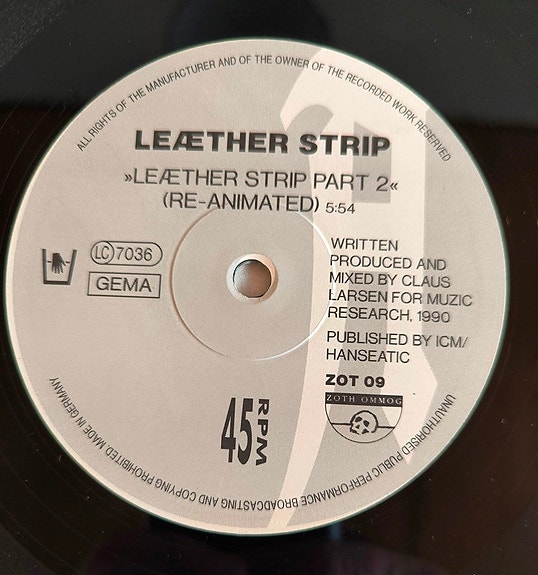 ALL RIGHTS OF THE MANUFACTURER AND OF THE OWNER OF THE RECORDED WORK RESERVED
LEÆTHER STRIP
»LEÆTHER STRIP PART 2«
(RE-ANIMATED) 5:54
LC 7036
GEMA
WRITTEN
PRODUCED AND
MIXED BY CLAUS
LARSEN FOR MUZIC
RESEARCH, 1990
PUBLISHED BY ICM/
HANSEATIC
ZOT 09
ZOTH OMMOG
45 RPM
UNAUTHORISED PUBLIC PERFORMANCE BROADCASTING AND COPYING PROHIBITED MADE IN GERMANY